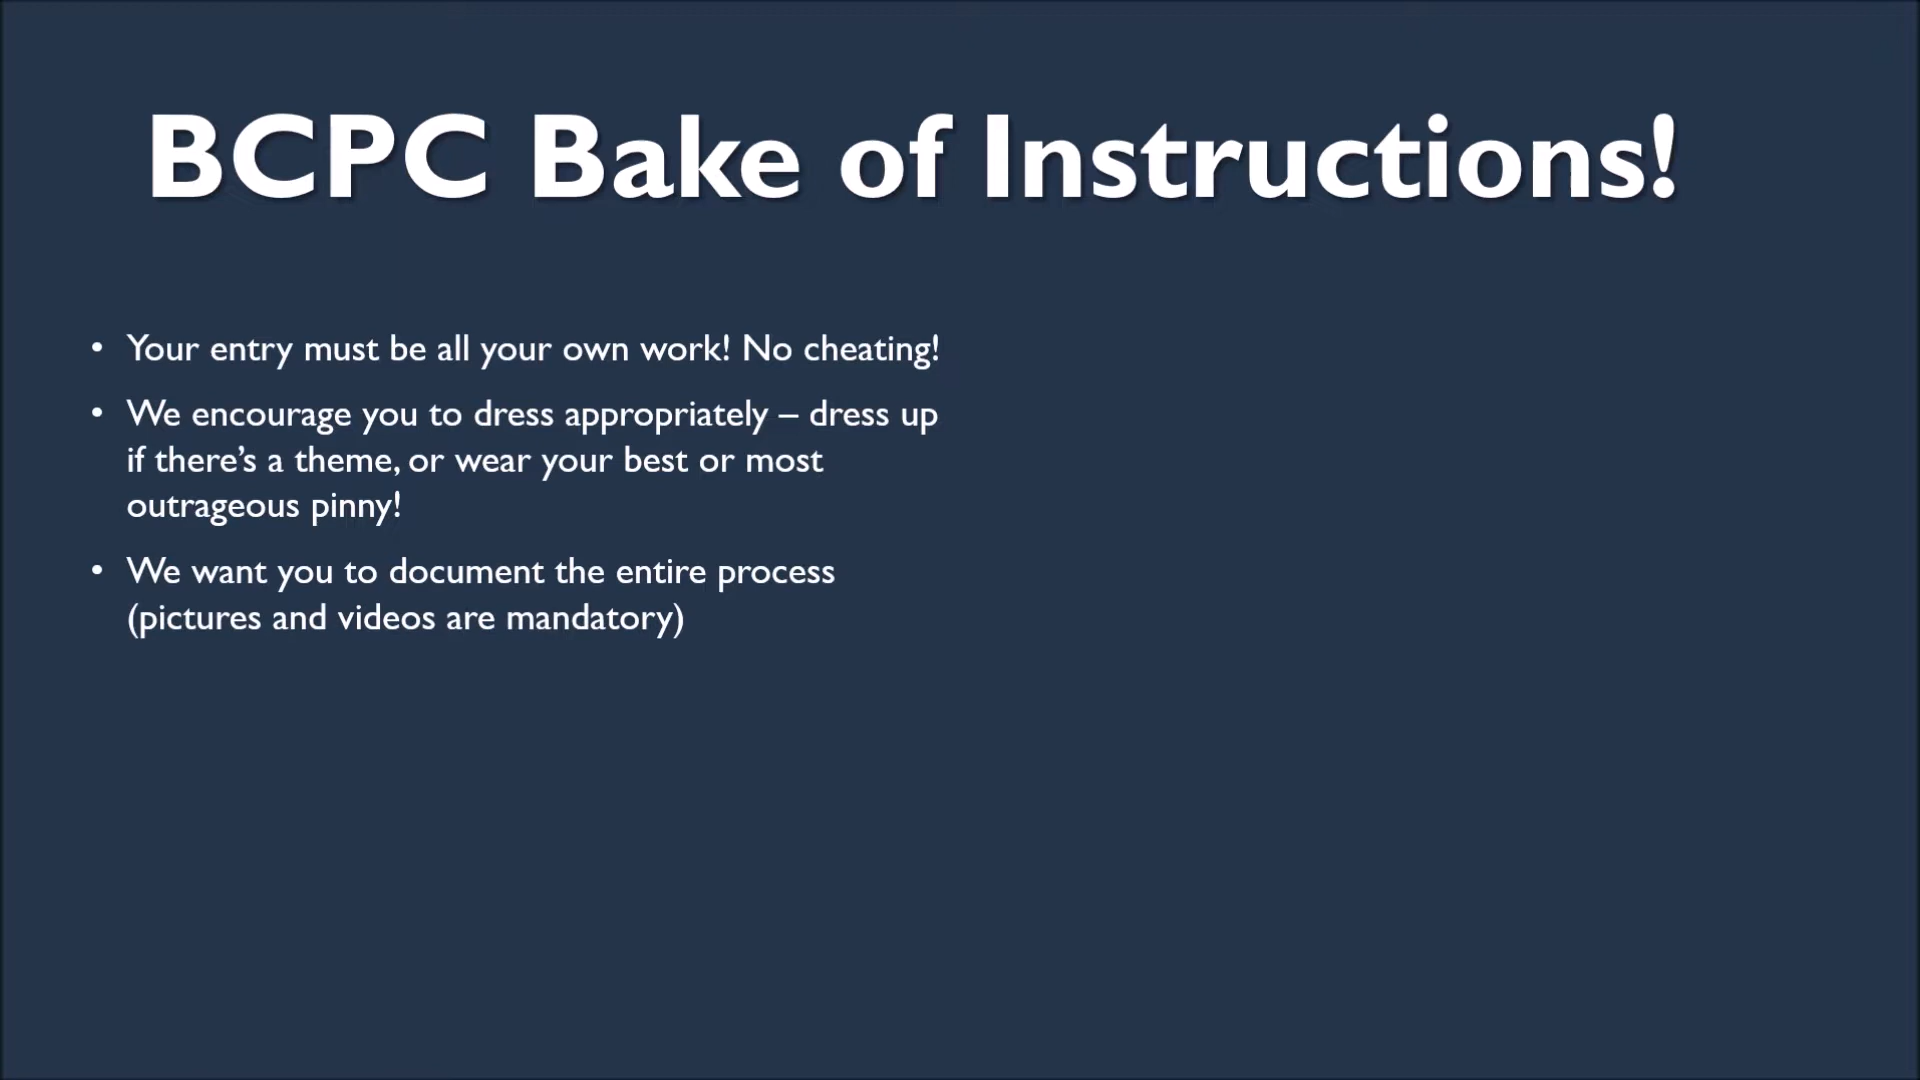 BCPC Bake of Instructions!
• Your entry must be all your own work! No cheating!
• We encourage you to dress appropriately – dress up
if there’s a theme, or wear your best or most
outrageous pinny!
• We want you to document the entire process
(pictures and videos are mandatory)